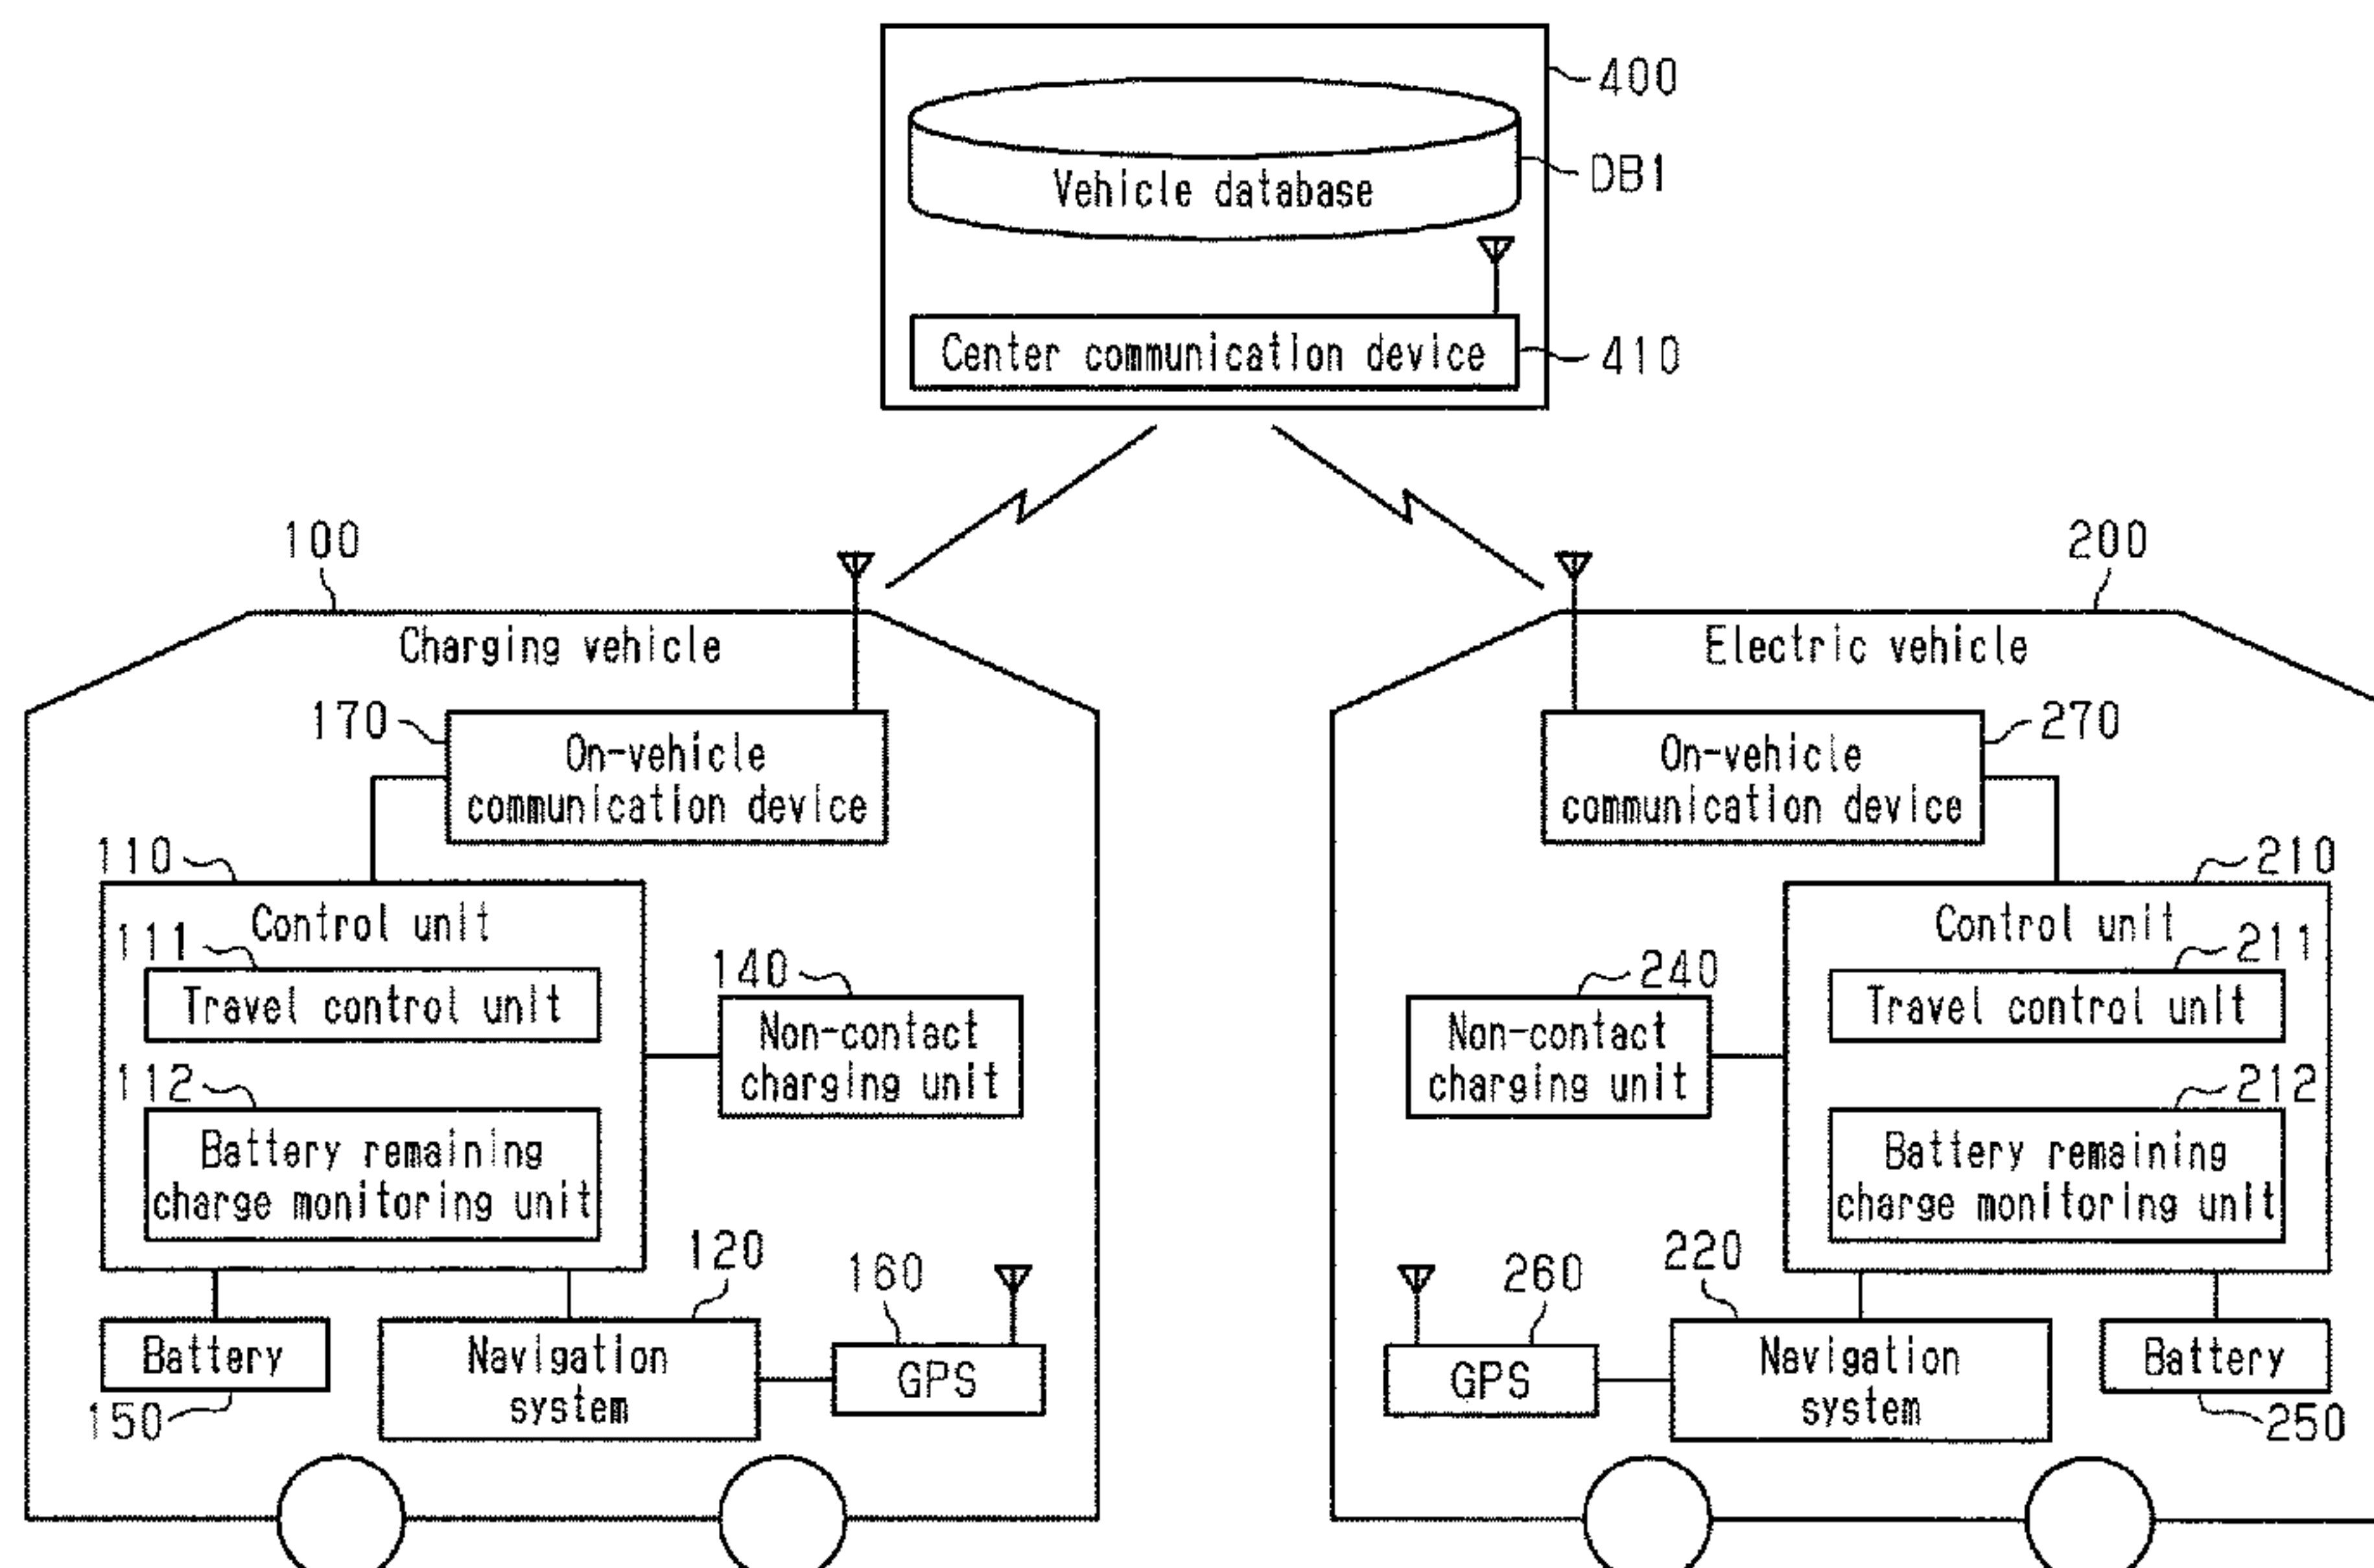 400
Vehicle database
DB1
Center communication device
410
100
Charging vehicle
170
On-vehicle
communication device
110
Control unit
111
Travel control unit
112
Battery remaining
charge monitoring unit
140
Non-contact
charging unit
120
160
Battery
150
Navigation
system
GPS
200
Electric vehicle
270
On-vehicle
communication device
210
Control unit
211
Travel control unit
212
Battery remaining
charge monitoring unit
240
Non-contact
charging unit
260
220
GPS
Navigation
system
Battery
250